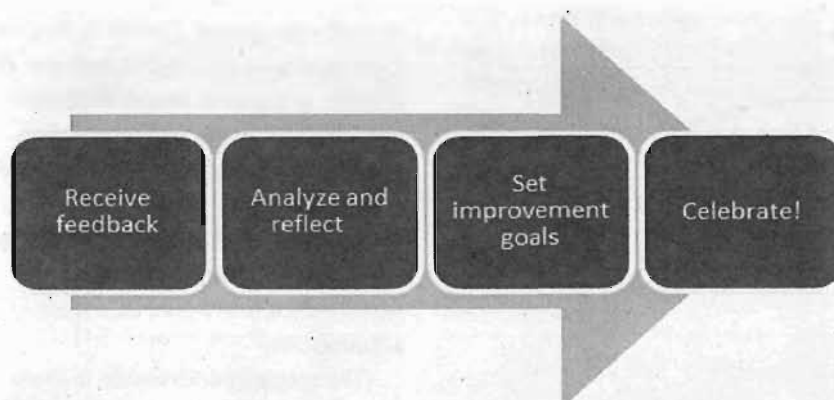 Receive
feedback
Analyze and
reflect
Set
improvement
goals
Celebrate!